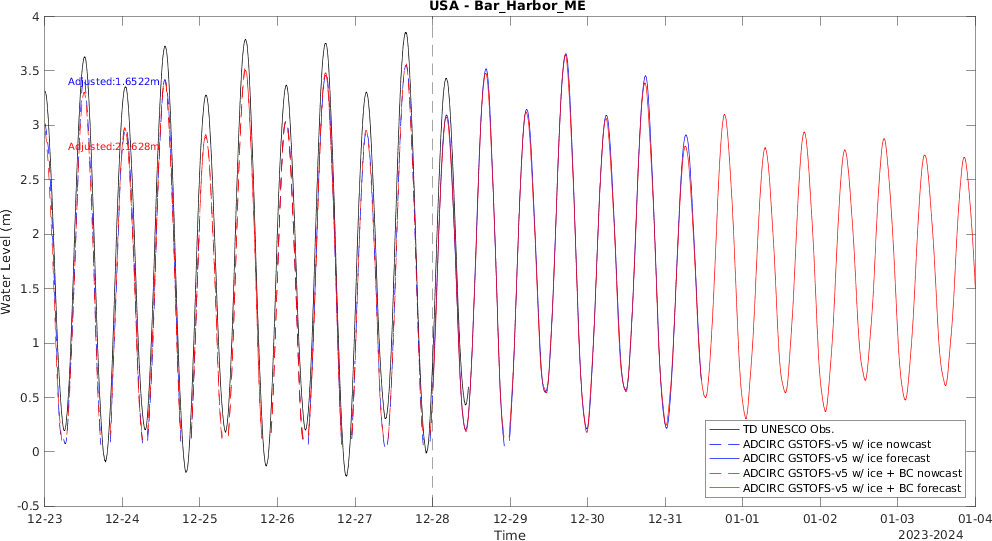 USA - Bar_Harbor_ME
4
3.5
3
2.5
2
1.5
1
0.5
0
-0.5
Water Level (m)
Adjusted:1.6522m
Adjusted:2.1628m
TD UNESCO Obs.
ADCIRC GSTOFS-v5 w/ ice nowcast
ADCIRC GSTOFS-v5 w/ ice forecast
ADCIRC GSTOFS-v5 w/ ice + BC nowcast
ADCIRC GSTOFS-v5 w/ ice + BC forecast
12-23 12-24 12-25 12-26 12-27 12-28 12-29 12-30 12-31 01-01 01-02 01-03 01-04
Time
2023-2024